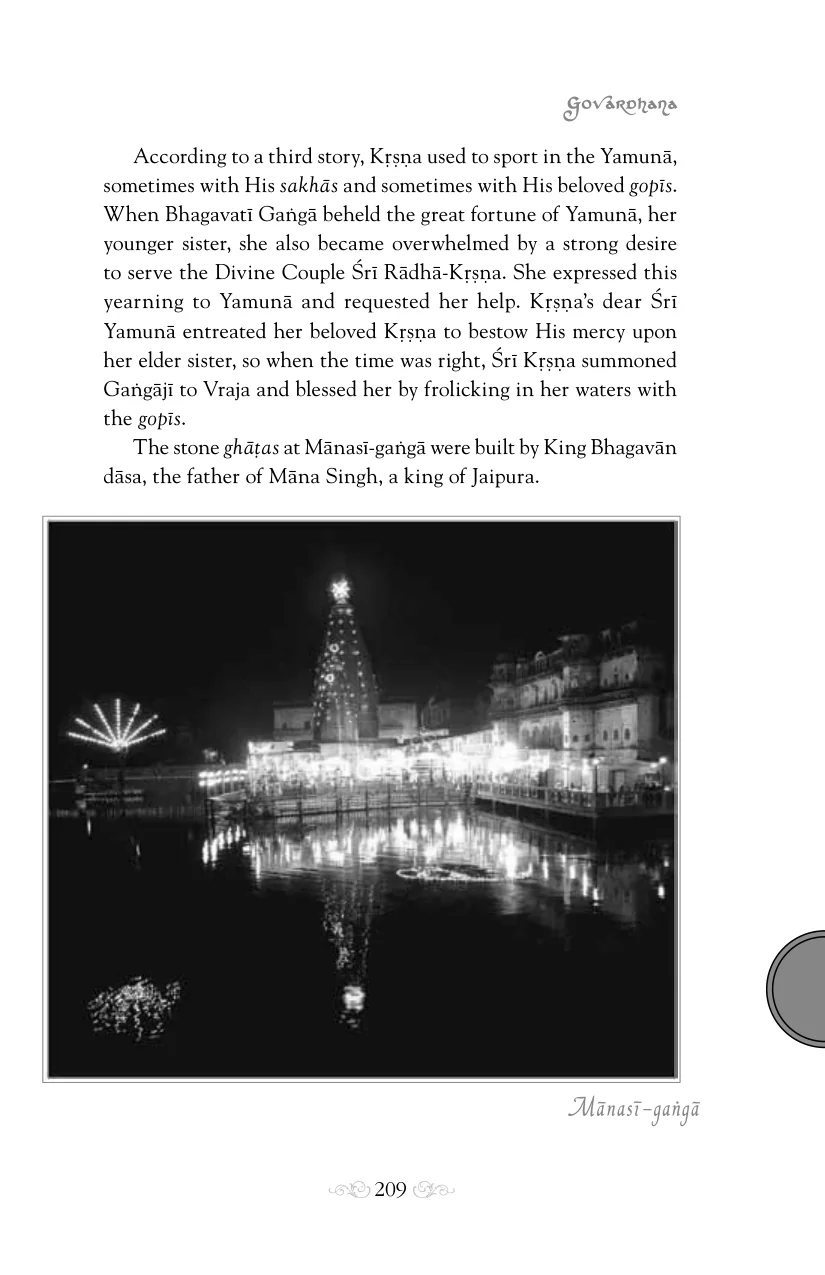 Govardhana
According to a third story, Kṛṣṇa used to sport in the Yamunā,
sometimes with His sakhās and sometimes with His beloved gopīs.
When Bhagavatī Gaṅgā beheld the great fortune of Yamunā, her
younger sister, she also became overwhelmed by a strong desire
to serve the Divine Couple Śrī Rādhā-Kṛṣṇa. She expressed this
yearning to Yamunā and requested her help. Kṛṣṇa’s dear Śrī
Yamunā entreated her beloved Kṛṣṇa to bestow His mercy upon
her elder sister, so when the time was right, Śrī Kṛṣṇa summoned
Gaṅgājī to Vraja and blessed her by frolicking in her waters with
the gopīs.
The stone ghāṭas at Mānasī-gaṅgā were built by King Bhagavān
dāsa, the father of Māna Singh, a king of Jaipura.
Mānasī-gaṅgā
209